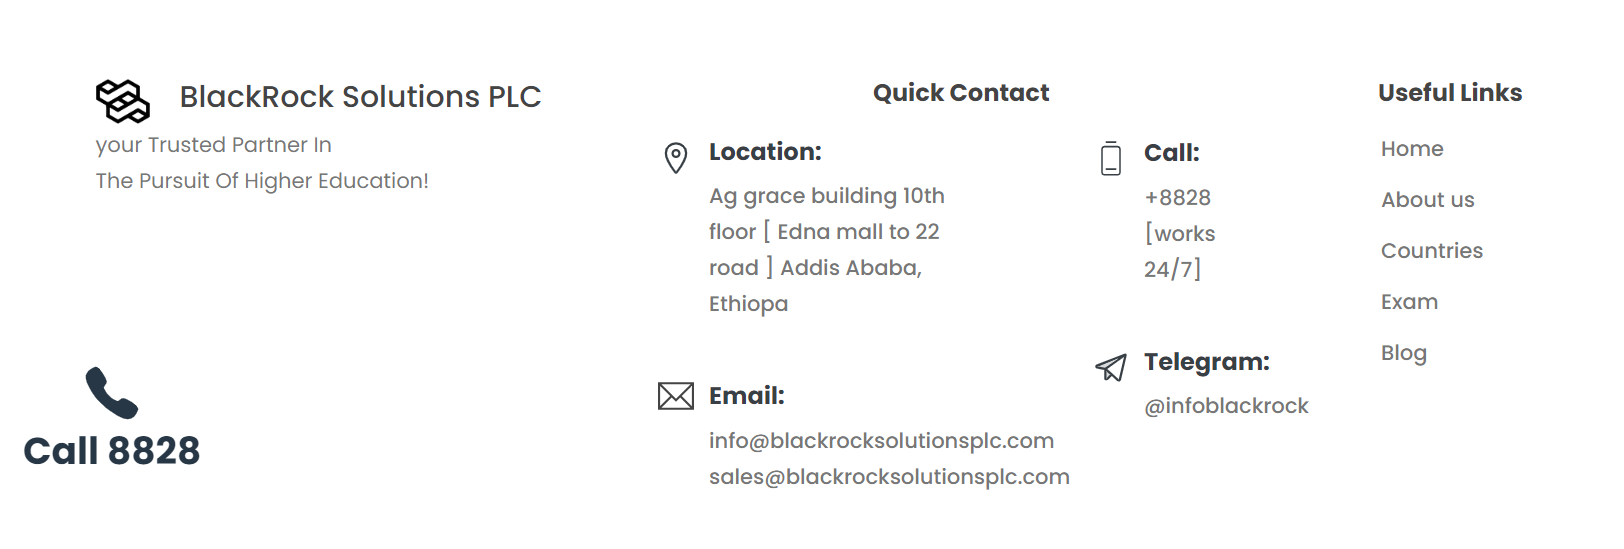 BlackRock Solutions PLC
your Trusted Partner In
The Pursuit Of Higher Education!
Call 8828
Quick Contact
Location:
Ag grace building 10th
floor [ Edna mall to 22
road ] Addis Ababa,
Ethiopa
Email:
info@blackrocksolutionsplc.com
sales@blackrocksolutionsplc.com
Call:
+8828
[works
24/7]
Telegram:
@infoblackrock
Useful Links
Home
About us
Countries
Exam
Blog